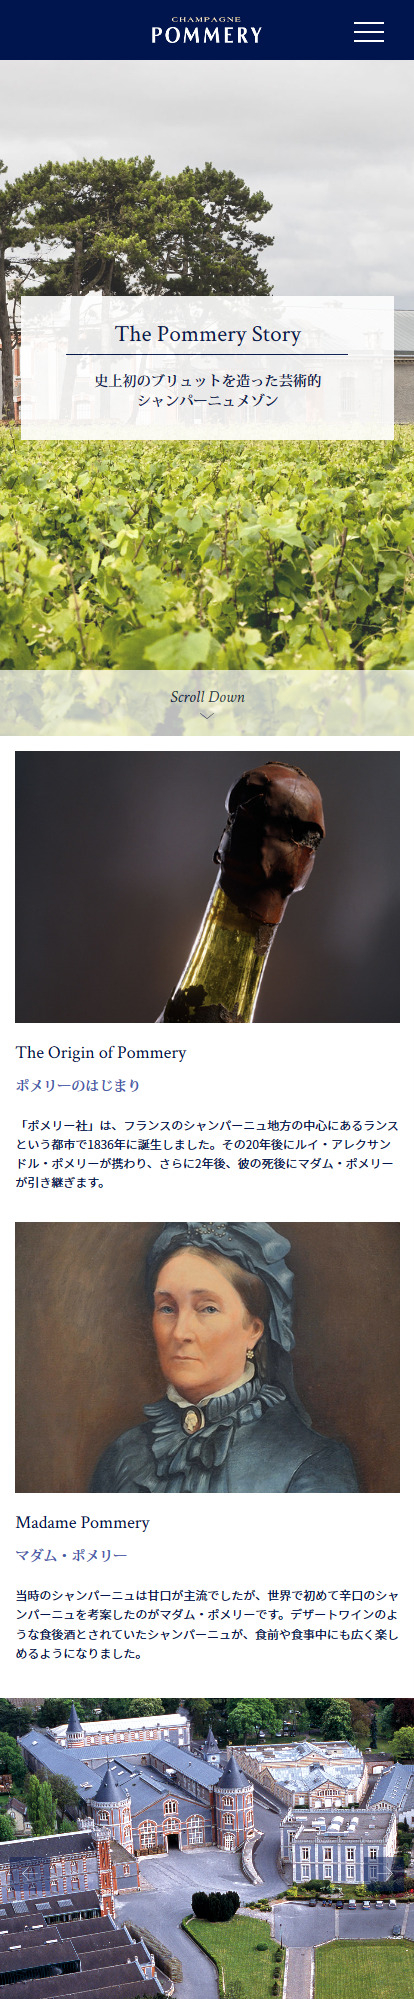 CHAMPAGNE
POMMERY
The Pommery Story
史上初のブリュットを造った芸術的
シャンパーニュメゾン
Scroll Down
The Origin of Pommery
ポメリーのはじまり
「ポメリー社」は、フランスのシャンパーニュ地方の中心にあるランス
という都市で1836年に誕生しました。その20年後にルイ・アレクサン
ドル・ポメリーが携わり、さらに2年後、彼の死後にマダム・ポメリー
が引き継ぎます。
Madame Pommery
マダム・ポメリー
当時のシャンパーニュは甘口が主流でしたが、世界で初めて辛口のシャ
ンパーニュを考案したのがマダム・ポメリーです。デザートワインのよ
うな食後酒とされていたシャンパーニュが、食前や食事中にも広く楽し
めるようになりました。